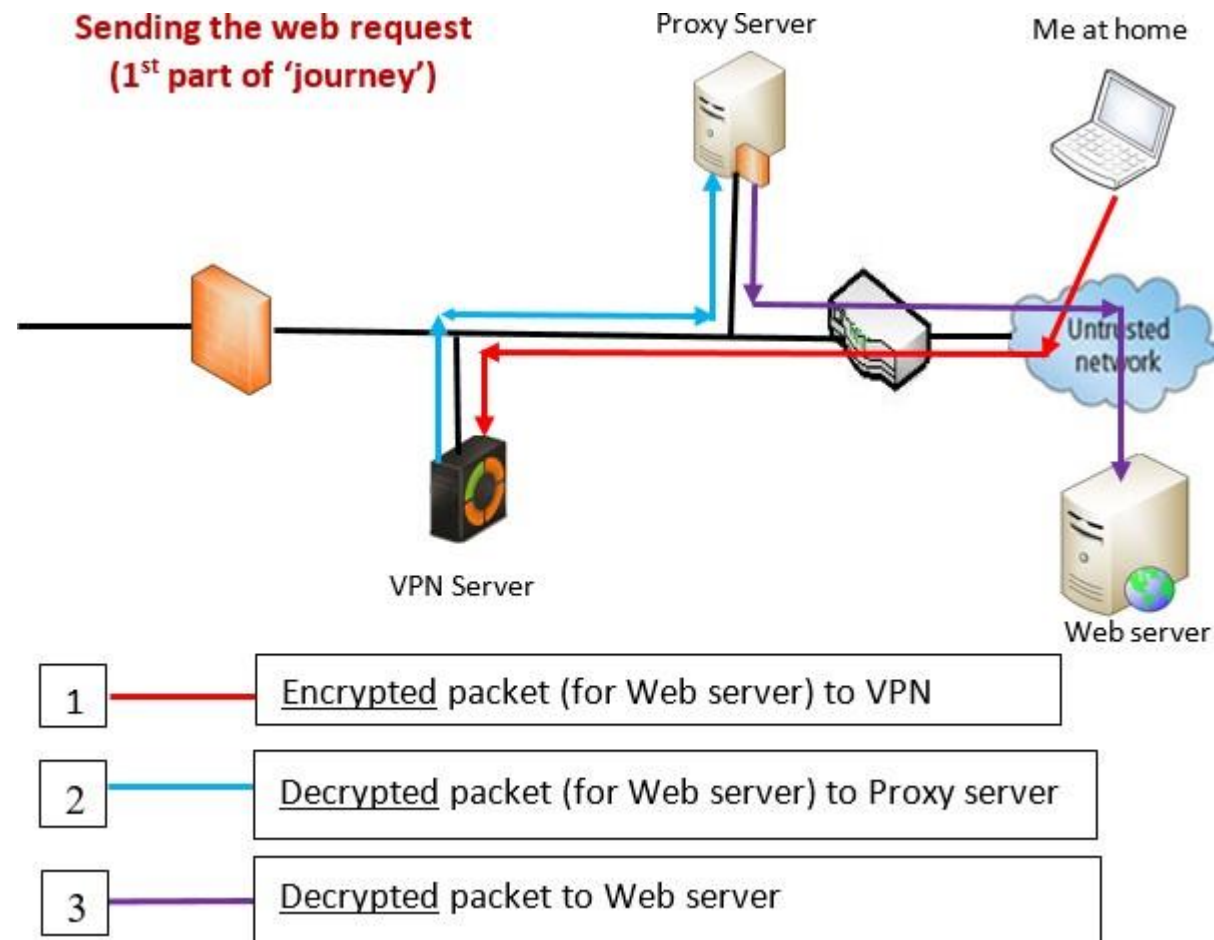 Sending the web request
(1st part of ‘journey’)
Proxy Server
Me at home
Untrusted
network
VPN Server
Web server
1
Encrypted packet (for Web server) to VPN
2
Decrypted packet (for Web server) to Proxy server
3
Decrypted packet to Web server